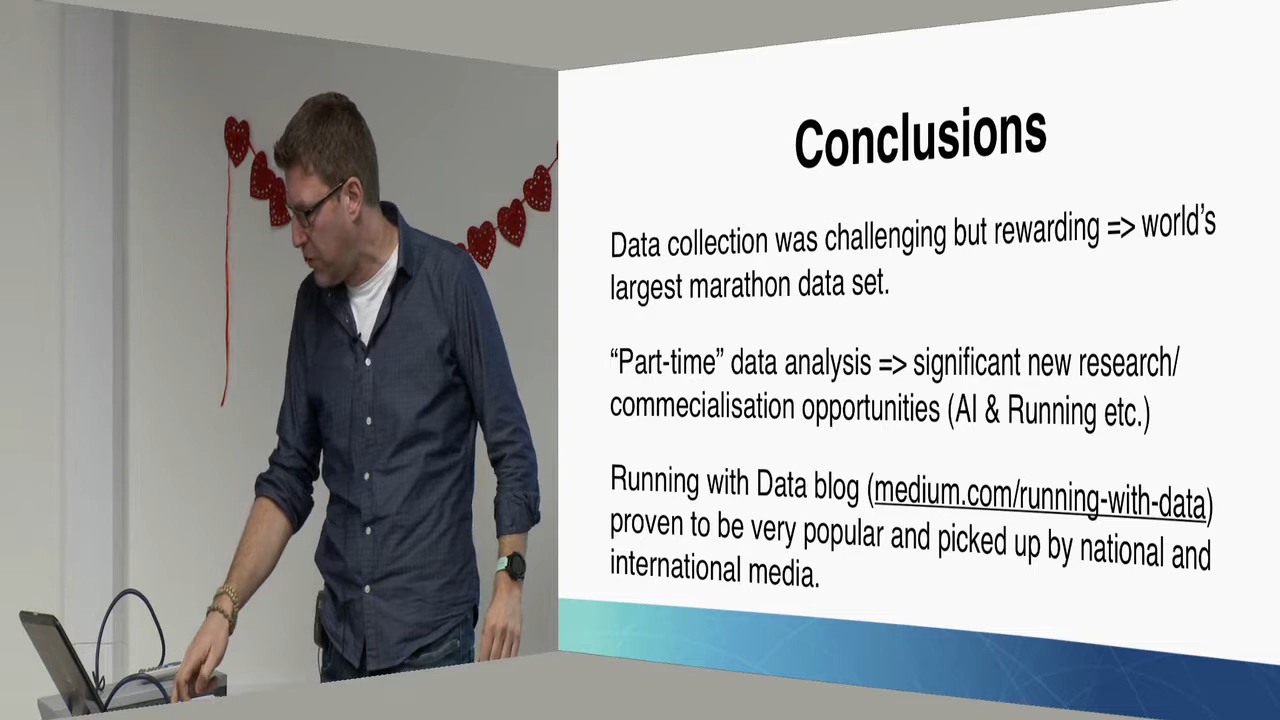 Conclusions
Data collection was challenging but rewarding => world's
largest marathon data set.
“Part-time” data analysis => significant new research/
commecialisation opportunities (AI & Running etc.)
Running with Data blog (medium.com/running-with-data)
proven to be very popular and picked up by national and
international media.